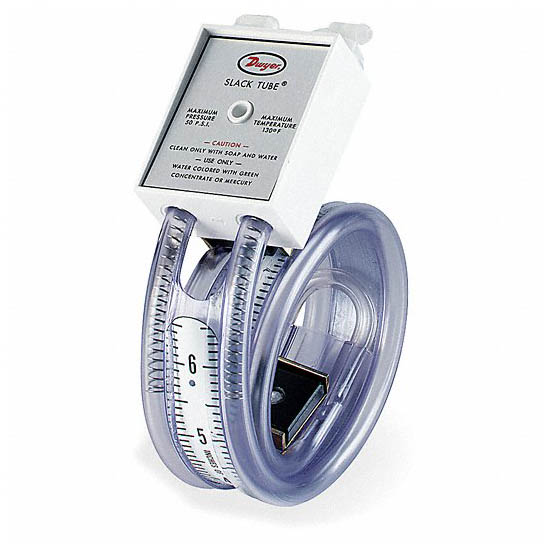 Dwyer
SLACK TUBE®
MAXIMUM PRESSURE 50 P.S.I.
MAXIMUM TEMPERATURE 130°F
— CAUTION —
CLEAN ONLY WITH SOAP AND WATER
— USE ONLY —
WATER COLORED WITH GREEN
CONCENTRATE OR MERCURY
6
5
INCHES